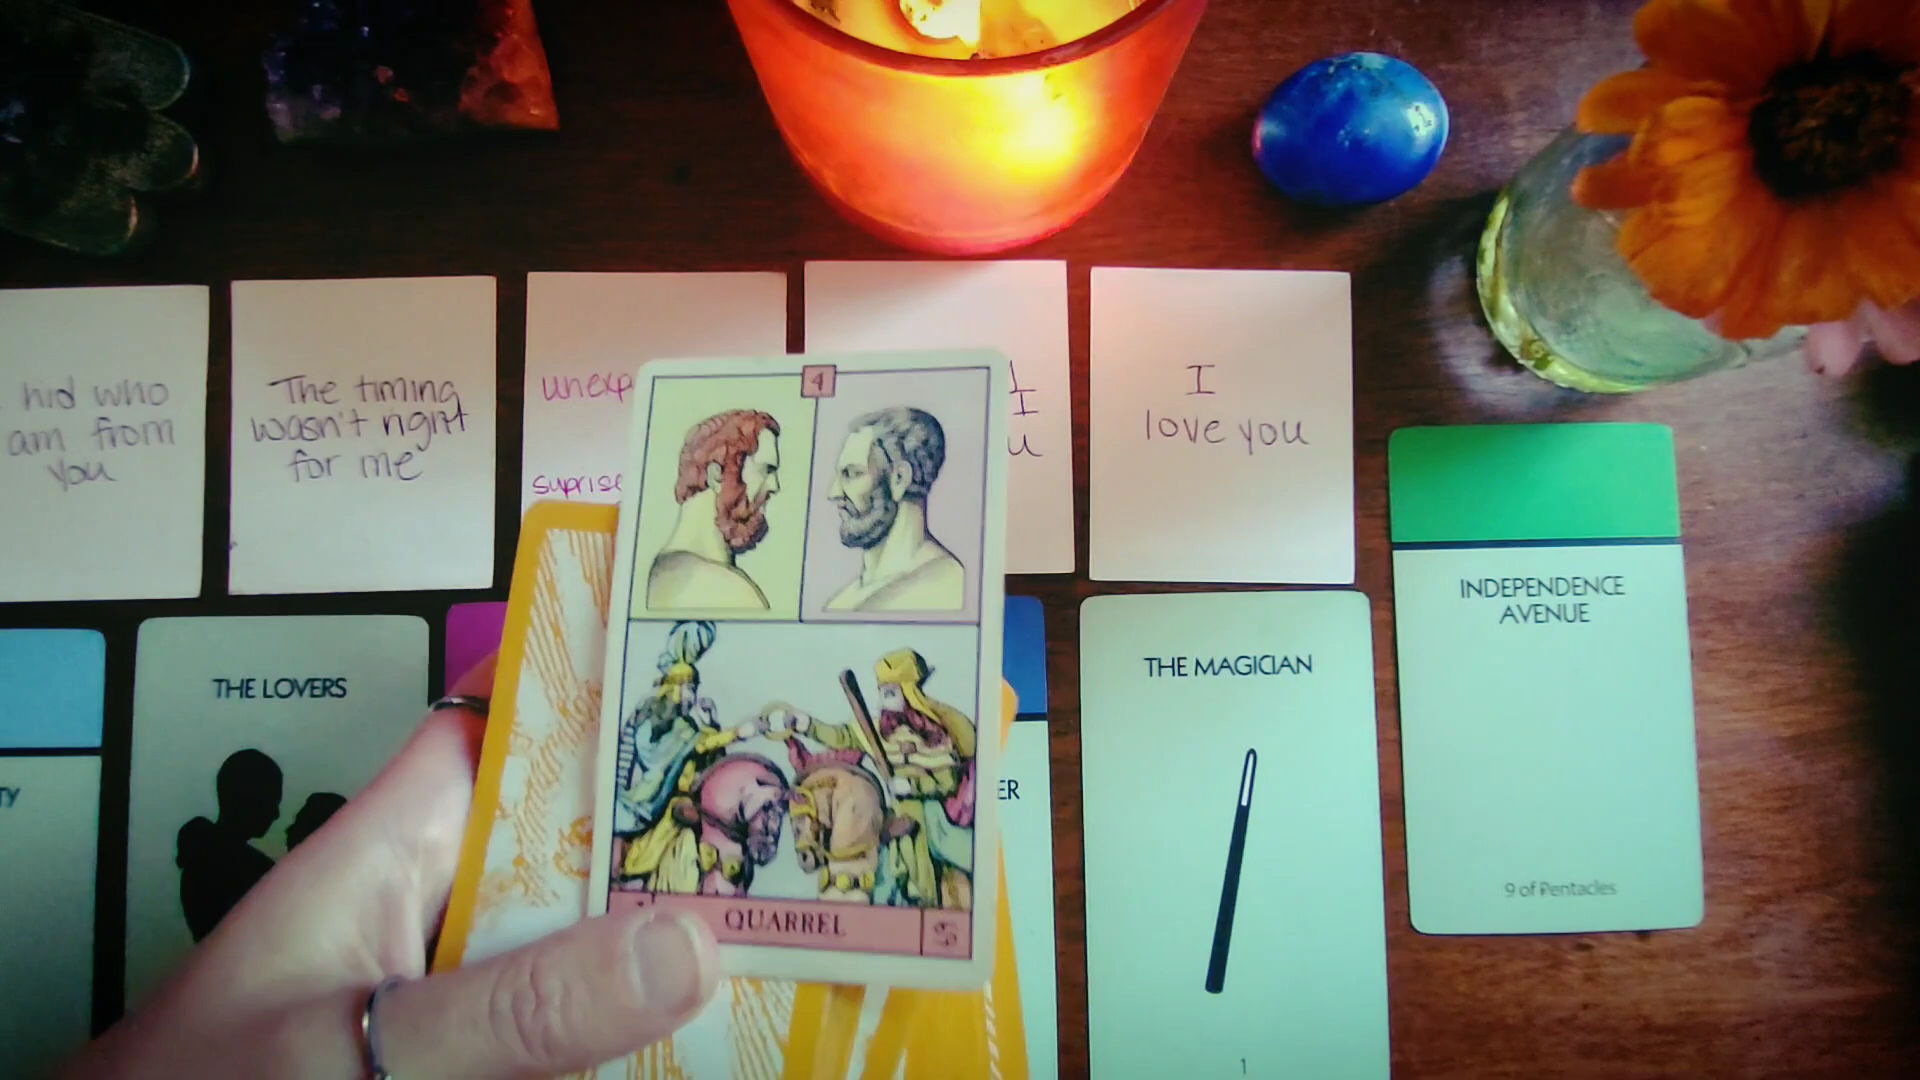 hid who
am from
you
The timing
wasn't right
for me
unexp
suprise
I
I
u
I
love you
4
QUARREL
INDEPENDENCE
AVENUE
9 of Pentacles
THE LOVERS
THE MAGICIAN
1
TY
ER